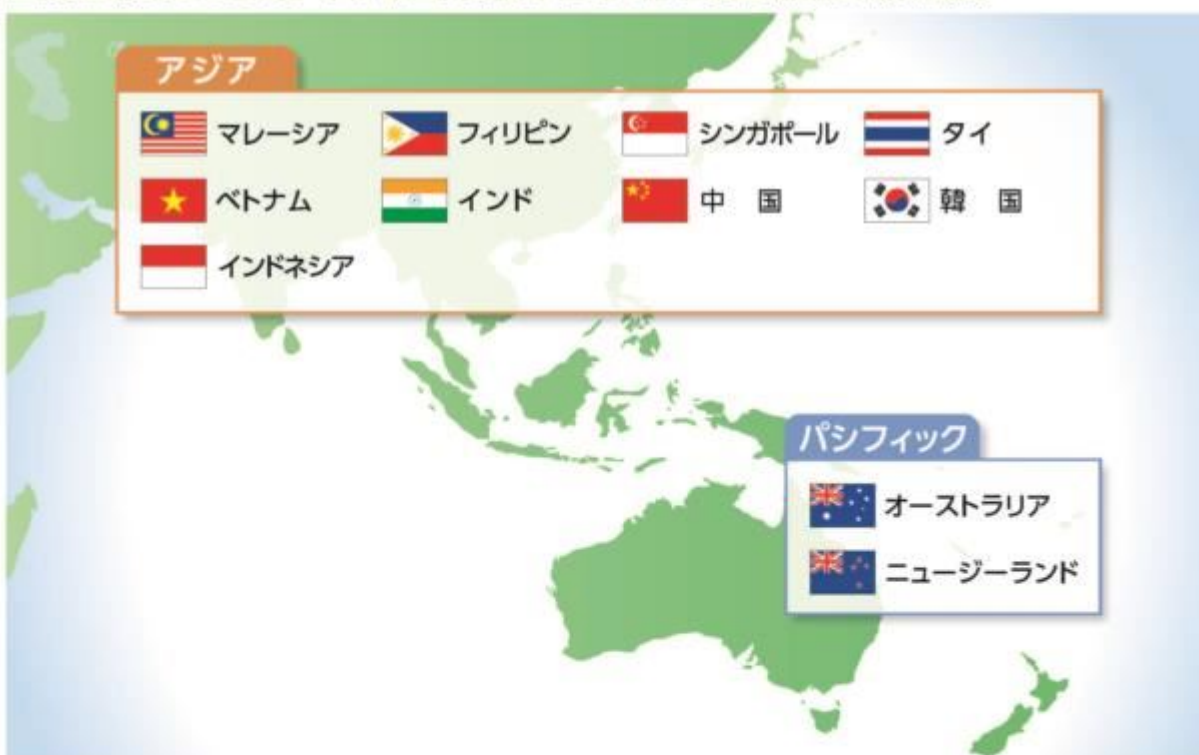 アジア
マレーシア フィリピン シンガポール タイ
ベトナム インド 中　国 韓　国
インドネシア
パシフィック
オーストラリア
ニュージーランド